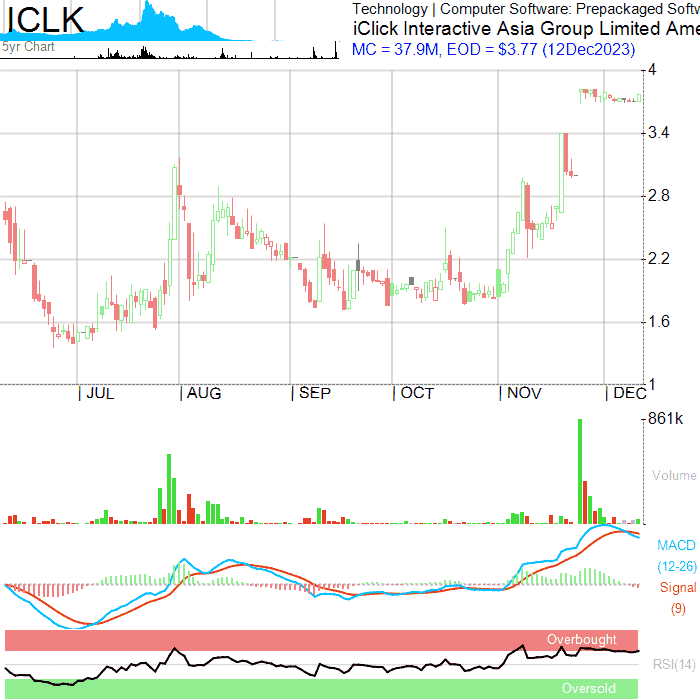 ICLK
5yr Chart
Technology | Computer Software: Prepackaged Softw
iClick Interactive Asia Group Limited Ame
MC = 37.9M, EOD = $3.77 (12Dec2023)
4
3.4
2.8
2.2
1.6
1
| JUL | AUG | SEP | OCT | NOV | DEC
861k
Volume
MACD
(12-26)
Signal
(9)
Overbought
RSI(14)
Oversold